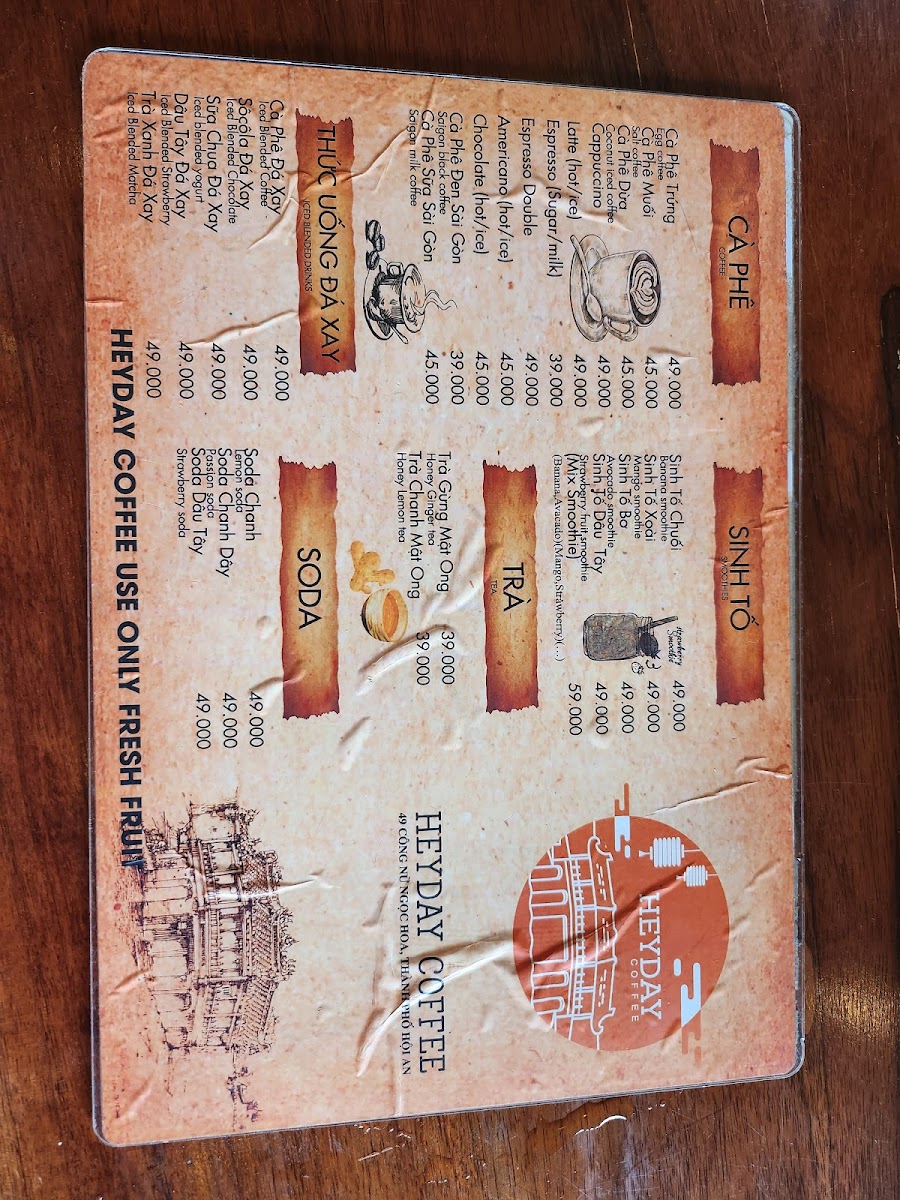 CÀ PHÊ
COFFEE
Cà Phê Trứng 49.000
Egg coffee
Cà Phê Muối 45.000
Salt coffee
Cà Phê Dừa 45.000
Coconut iced coffee
Cappuccino 49.000
Latte (hot/ice) 49.000
Espresso (Sugar/milk) 39.000
Espresso Double 49.000
Americano (hot/ice) 45.000
Chocolate (hot/ice) 45.000
Cà Phê Đen Sài Gòn 39.000
Saigon black coffee
Cà Phê Sữa Sài Gòn 45.000
Saigon milk coffee
THỨC UỐNG ĐÁ XAY
ICED BLENDED DRINKS
Cà Phê Đá Xay 49.000
Iced Blended Coffee
Sôcôla Đá Xay 49.000
Iced Blended Chocolate
Sữa Chua Đá Xay 49.000
Iced blended yogurt
Dâu Tây Đá Xay 49.000
Iced Blended Strawberry
Trà Xanh Đá Xay 49.000
Iced Blended Matcha
SINH TỐ
SMOOTHIES
Sinh Tố Chuối 49.000
Banana smoothie
Sinh Tố Xoài 49.000
Mango smoothie
Sinh Tố Bơ 49.000
Avocado smoothie
Sinh Tố Dâu Tây 49.000
Strawberry fruit smoothie
(Mix Smoothie) 59.000
(Banana,Avacado)(Mango,Strawberry)(...)
strawberry
Smoothie
TRÀ
TEA
Trà Gừng Mật Ong 39.000
Honey Ginger tea
Trà Chanh Mật Ong 39.000
Honey Lemon tea
SODA
Soda Chanh 49.000
Lemon soda
Soda Chanh Dây 49.000
Passion soda
Soda Dâu Tây 49.000
Strawberry soda
HEYDAY
COFFEE
HEYDAY COFFEE
49 CÔNG NỮ NGỌC HOA, THÀNH PHỐ HỘI AN
HEYDAY COFFEE USE ONLY FRESH FRUIT